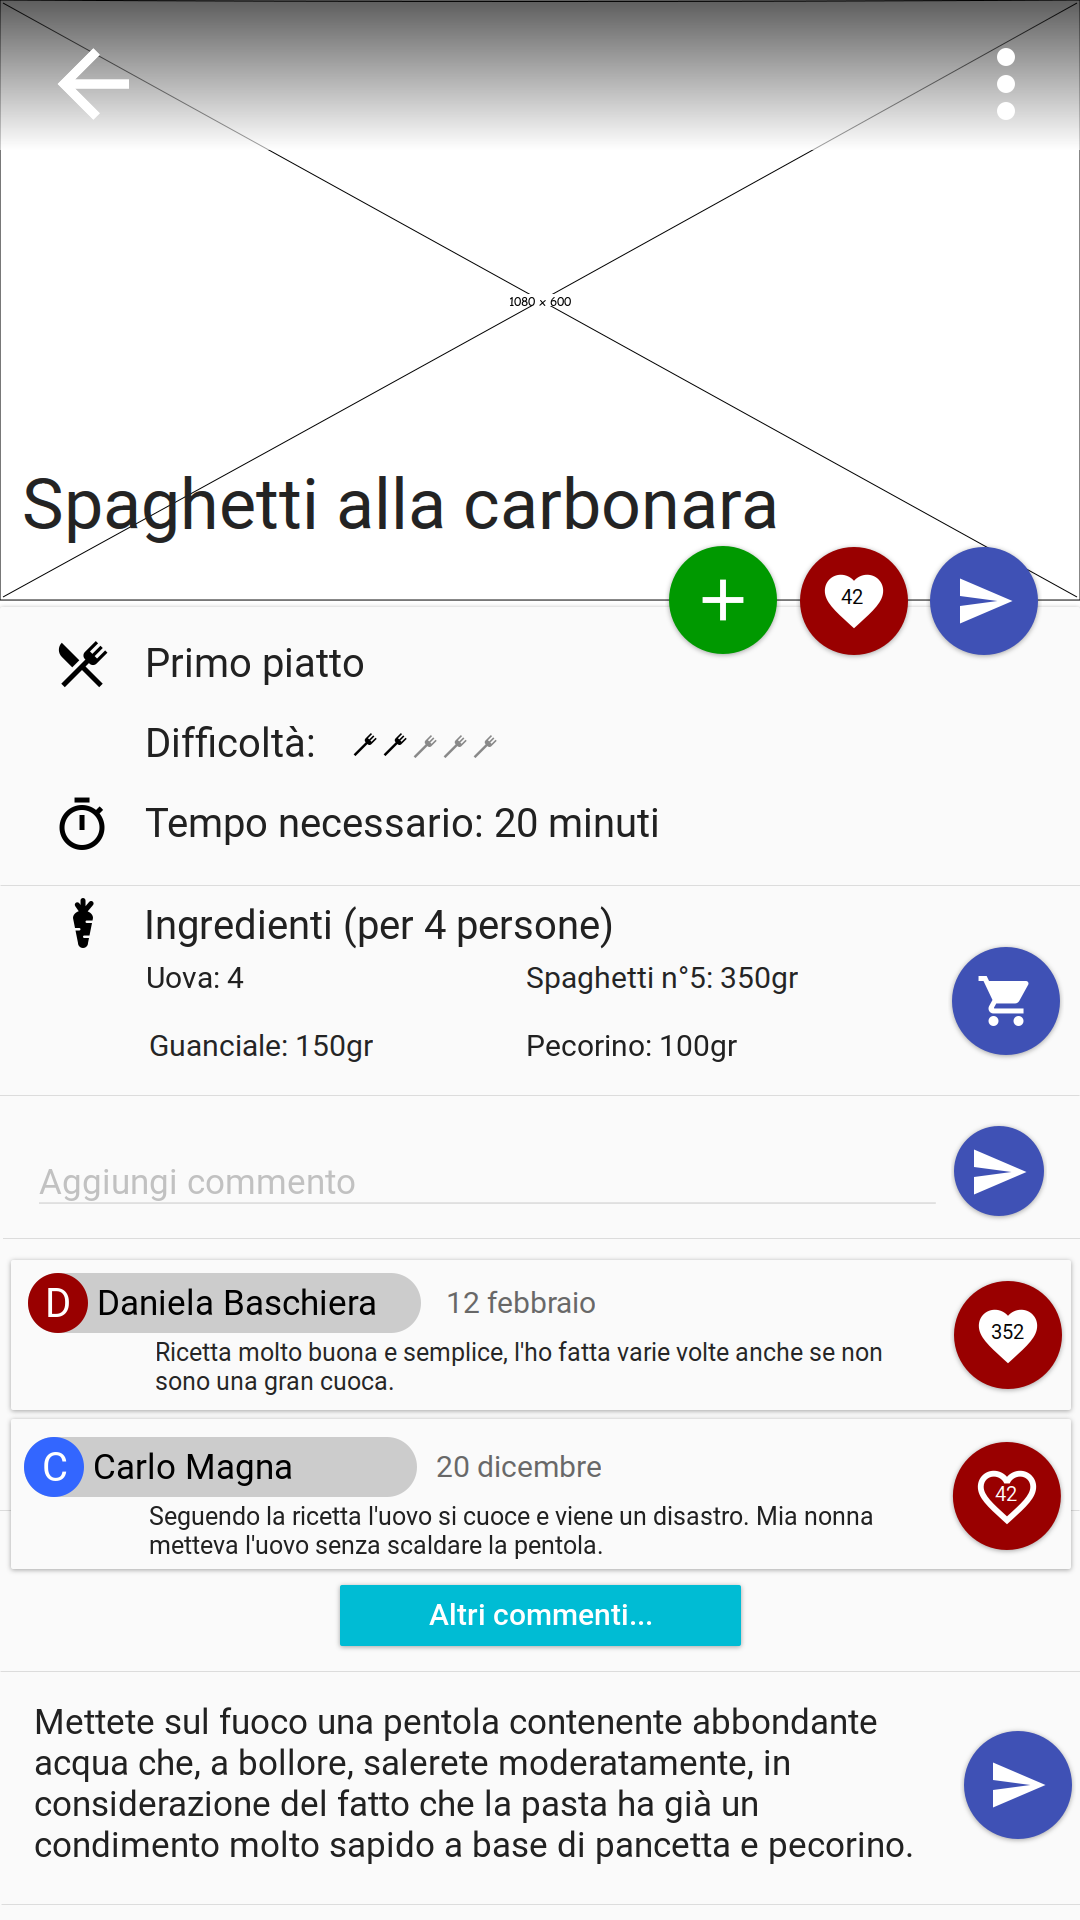 1080 × 600
Spaghetti alla carbonara
42
Primo piatto
Difficoltà:
Tempo necessario: 20 minuti
Ingredienti (per 4 persone)
Uova: 4 Spaghetti n°5: 350gr
Guanciale: 150gr Pecorino: 100gr
Aggiungi commento
D Daniela Baschiera 12 febbraio
352
Ricetta molto buona e semplice, l'ho fatta varie volte anche se non
sono una gran cuoca.
C Carlo Magna 20 dicembre
42
Seguendo la ricetta l'uovo si cuoce e viene un disastro. Mia nonna
metteva l'uovo senza scaldare la pentola.
Altri commenti...
Mettete sul fuoco una pentola contenente abbondante
acqua che, a bollore, salerete moderatamente, in
considerazione del fatto che la pasta ha già un
condimento molto sapido a base di pancetta e pecorino.